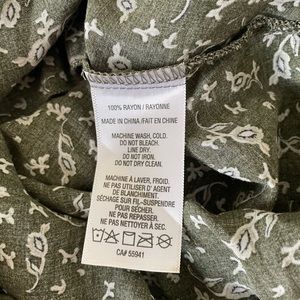 100% RAYON / RAYONNE
MADE IN CHINA /FAIT EN CHINE
MACHINE WASH, COLD.
DO NOT BLEACH.
LINE DRY.
DO NOT IRON.
DO NOT DRY CLEAN.
MACHINE À LAVER, FROID.
NE PAS UTILISER D' AGENT
DE BLANCHIMENT.
SÉCHAGE SUR FIL-SUSPENDRE
POUR SÉCHER.
NE PAS REPASSER.
NE PAS NETTOYER À SEC.
CA# 55941